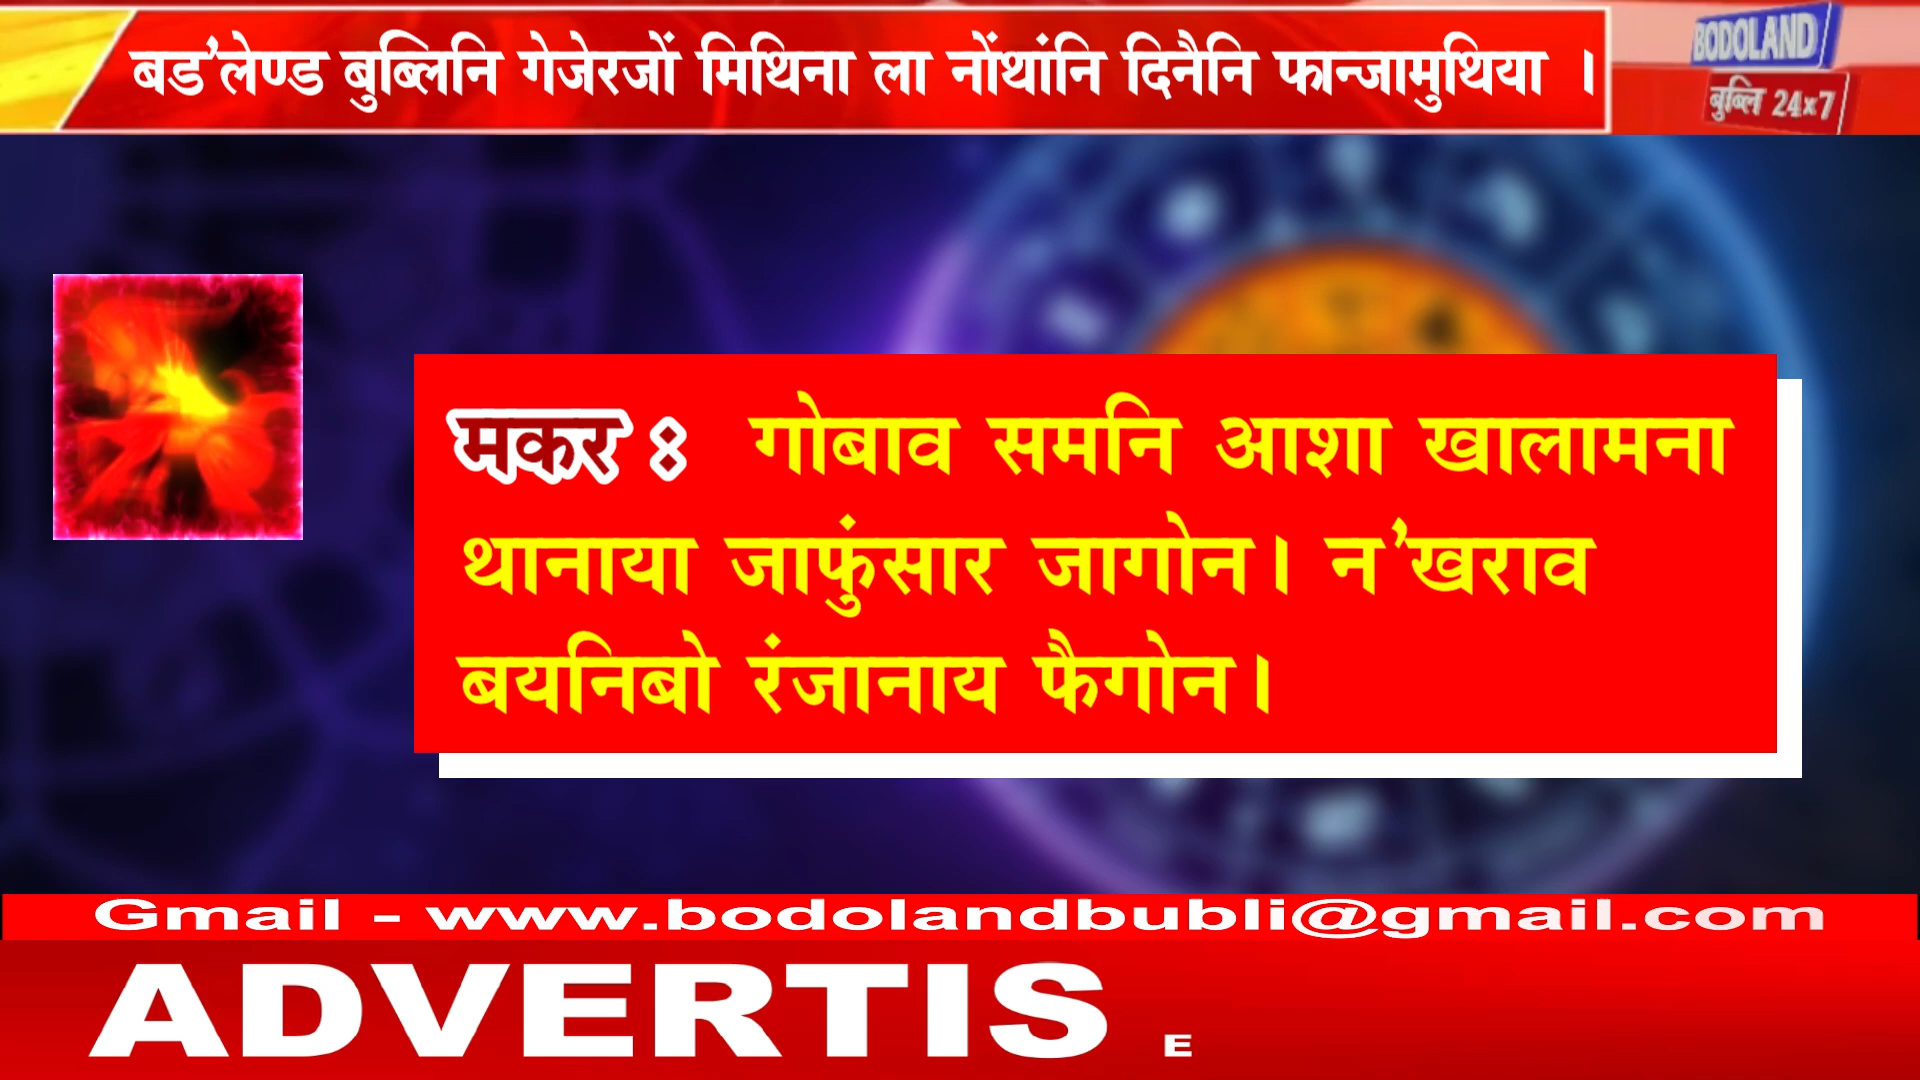 बड'लेण्ड बुब्लिनि गेजेरजों मिथिना ला नोंथांनि दिनैनि फान्जामुथिया ।
BODOLAND
बुब्लि 24x7
मकर : गोबाव समनि आशा खालामना
थानाया जाफुंसार जागोन। न'खराव
बयनिबो रंजानाय फैगोन।
Gmail - www.bodolandbubli@gmail.com
ADVERTIS E